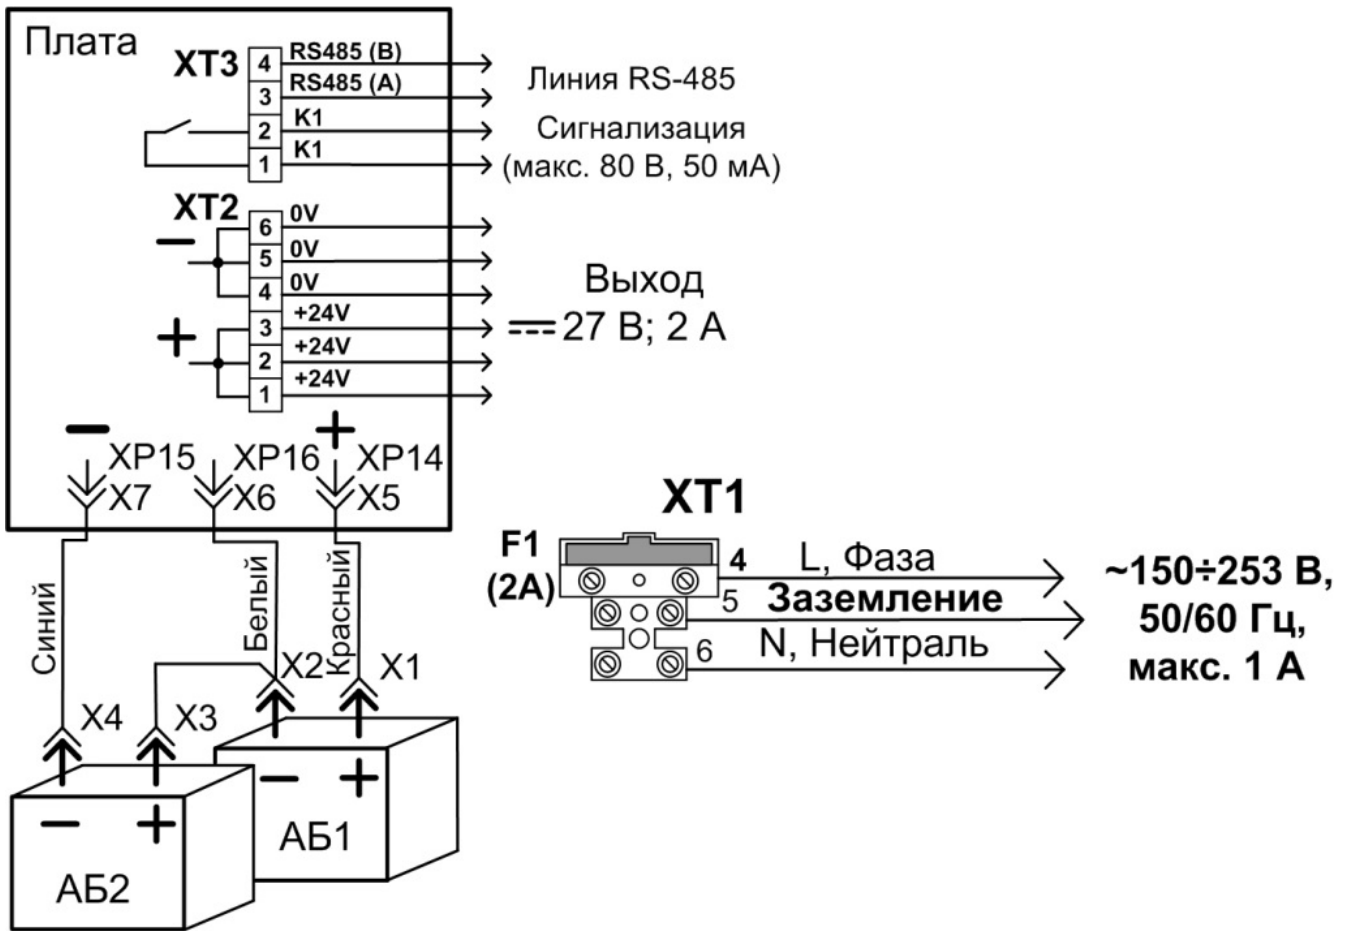 Плата
XT3
4 RS485 (B)
3 RS485 (A)
Линия RS-485
2 K1
1 K1
Сигнализация
(макс. 80 В, 50 мА)
XT2
6 0V
5 0V
4 0V
3 +24V
2 +24V
1 +24V
Выход
27 В; 2 А
XP15 XP16 XP14
X7 X6 X5
Синий
Белый
Красный
X4 X3 X2 X1
АБ2
АБ1
XT1
F1
(2A)
4 L, Фаза
5 Заземление
6 N, Нейтраль
~150÷253 В,
50/60 Гц,
макс. 1 А